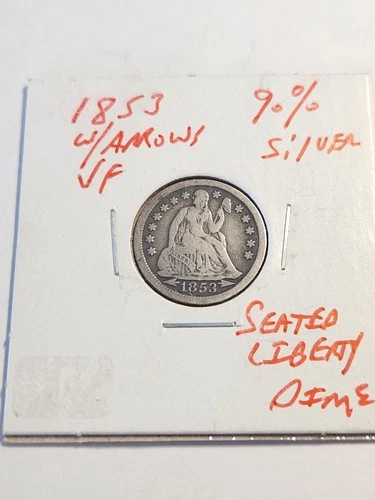 1853
W/ARROWS
VF
90%
SilVER
1853
SEATED
LIBERTY
DIME